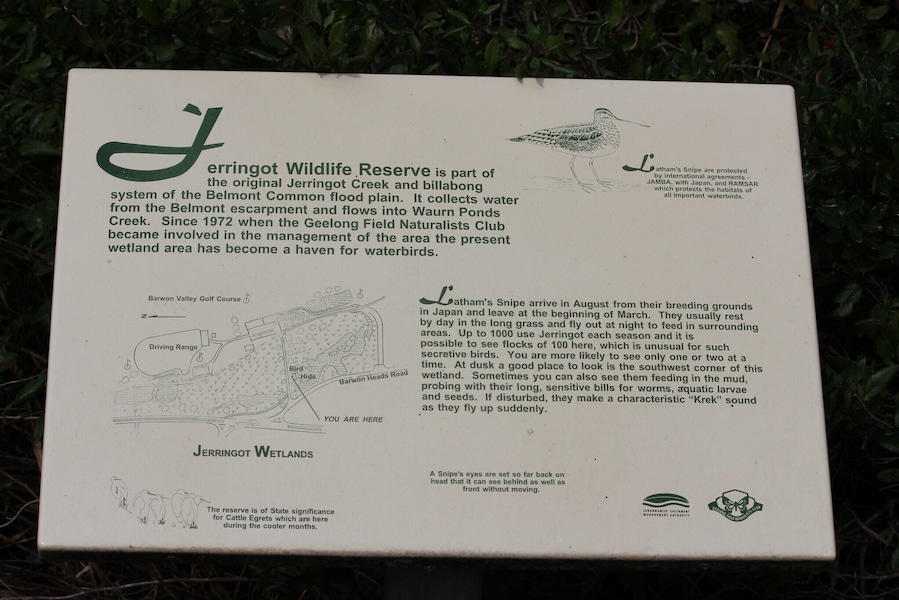 Jerringot Wildlife Reserve is part of
the original Jerringot Creek and billabong
system of the Belmont Common flood plain. It collects water
from the Belmont escarpment and flows into Waurn Ponds
Creek. Since 1972 when the Geelong Field Naturalists Club
became involved in the management of the area the present
wetland area has become a haven for waterbirds.
Latham's Snipe are protected
by international agreements -
JAMBA, with Japan, and RAMSAR
which protects the habitats of
all important waterbirds.
Barwon Valley Golf Course
N
Driving Range
Bird
Hide
Barwon Heads Road
YOU ARE HERE
JERRINGOT WETLANDS
Latham's Snipe arrive in August from their breeding grounds
in Japan and leave at the beginning of March. They usually rest
by day in the long grass and fly out at night to feed in surrounding
areas. Up to 1000 use Jerringot each season and it is
possible to see flocks of 100 here, which is unusual for such
secretive birds. You are more likely to see only one or two at a
time. At dusk a good place to look is the southwest corner of this
wetland. Sometimes you can also see them feeding in the mud,
probing with their long, sensitive bills for worms, aquatic larvae
and seeds. If disturbed, they make a characteristic "Krek" sound
as they fly up suddenly.
A Snipe's eyes are set so far back on
head that it can see behind as well as
front without moving.
The reserve is of State significance
for Cattle Egrets which are here
during the cooler months.
CORANGAMITE CATCHMENT
MANAGEMENT AUTHORITY